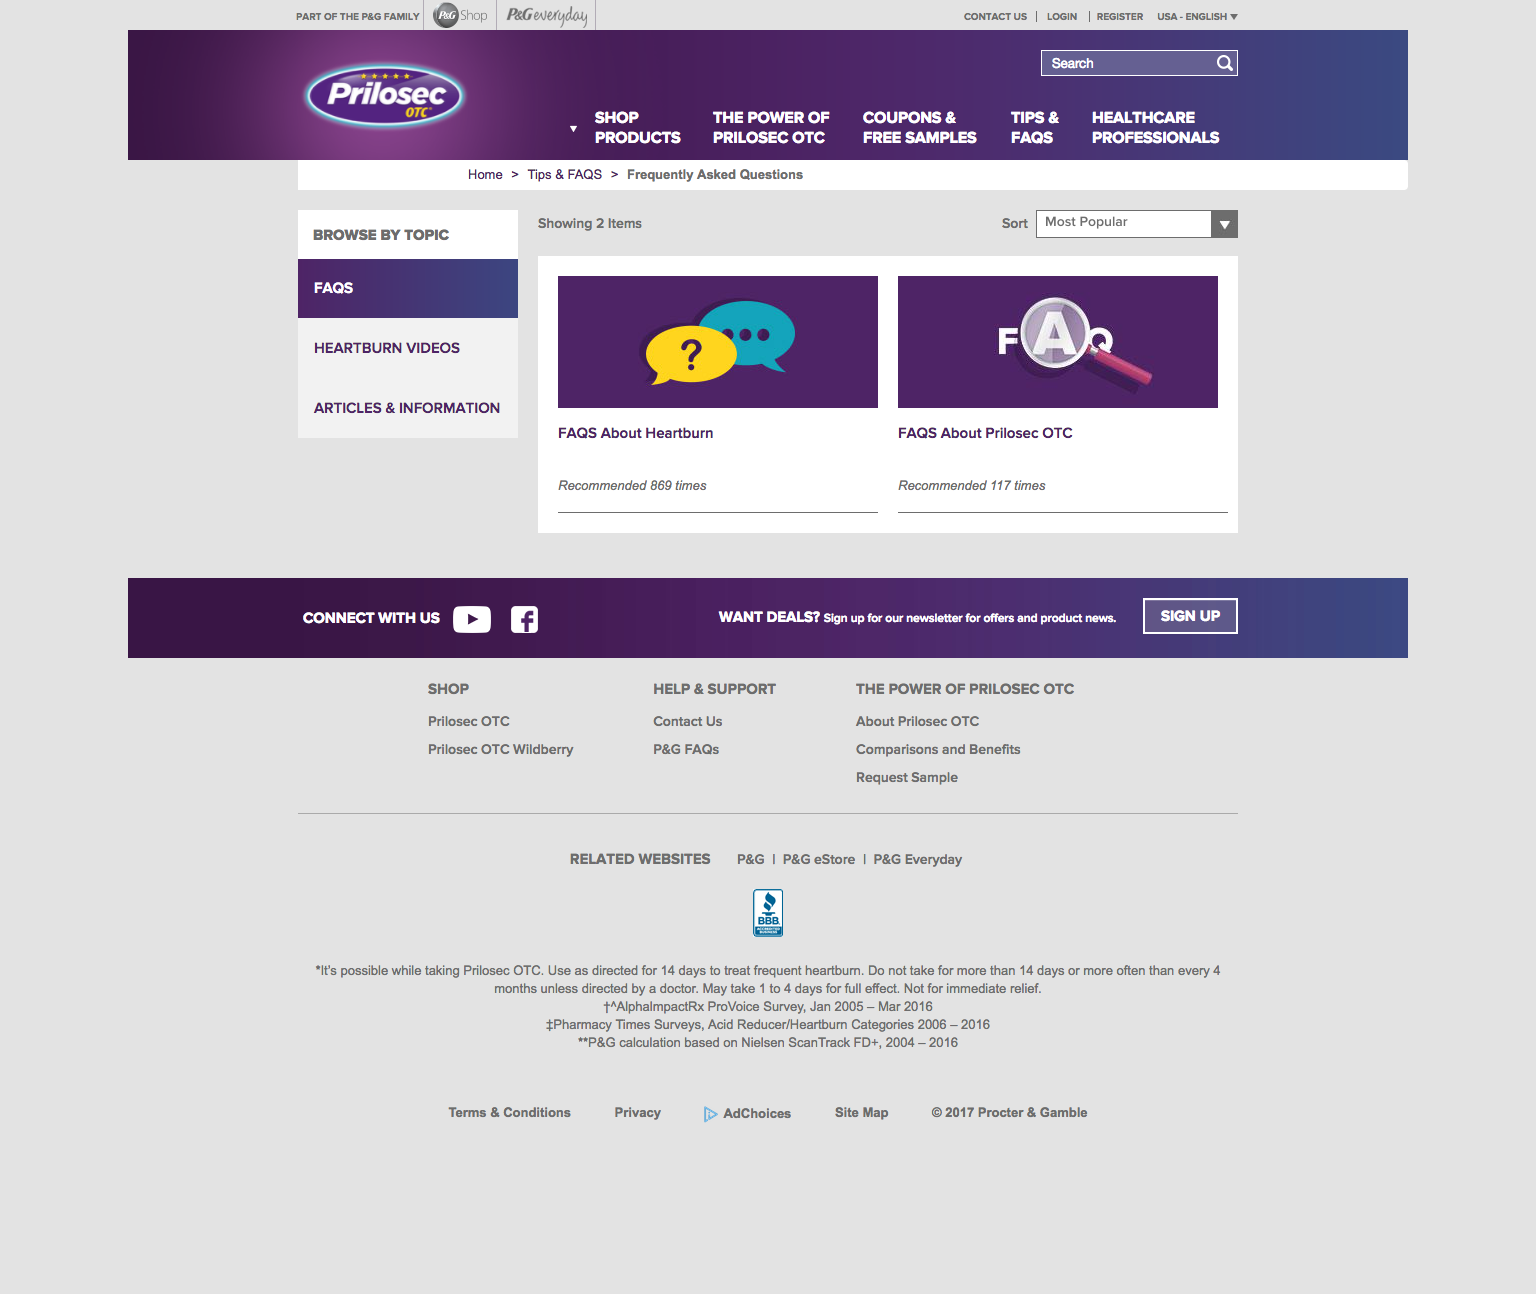 PART OF THE P&G FAMILY
P&G Shop
P&G everyday
CONTACT US | LOGIN | REGISTER USA - ENGLISH
Prilosec
OTC
Search
SHOP
PRODUCTS
THE POWER OF
PRILOSEC OTC
COUPONS &
FREE SAMPLES
TIPS &
FAQS
HEALTHCARE
PROFESSIONALS
Home > Tips & FAQS > Frequently Asked Questions
BROWSE BY TOPIC
FAQS
HEARTBURN VIDEOS
ARTICLES & INFORMATION
Showing 2 Items
Sort Most Popular
?
FAQ
FAQS About Heartburn
Recommended 869 times
FAQS About Prilosec OTC
Recommended 117 times
CONNECT WITH US
WANT DEALS? Sign up for our newsletter for offers and product news.
SIGN UP
SHOP
Prilosec OTC
Prilosec OTC Wildberry
HELP & SUPPORT
Contact Us
P&G FAQs
THE POWER OF PRILOSEC OTC
About Prilosec OTC
Comparisons and Benefits
Request Sample
RELATED WEBSITES P&G | P&G eStore | P&G Everyday
BBB.
ACCREDITED
BUSINESS
*It's possible while taking Prilosec OTC. Use as directed for 14 days to treat frequent heartburn. Do not take for more than 14 days or more often than every 4
months unless directed by a doctor. May take 1 to 4 days for full effect. Not for immediate relief.
†^AlphaImpactRx ProVoice Survey, Jan 2005 – Mar 2016
‡Pharmacy Times Surveys, Acid Reducer/Heartburn Categories 2006 – 2016
**P&G calculation based on Nielsen ScanTrack FD+, 2004 – 2016
Terms & Conditions Privacy AdChoices Site Map © 2017 Procter & Gamble